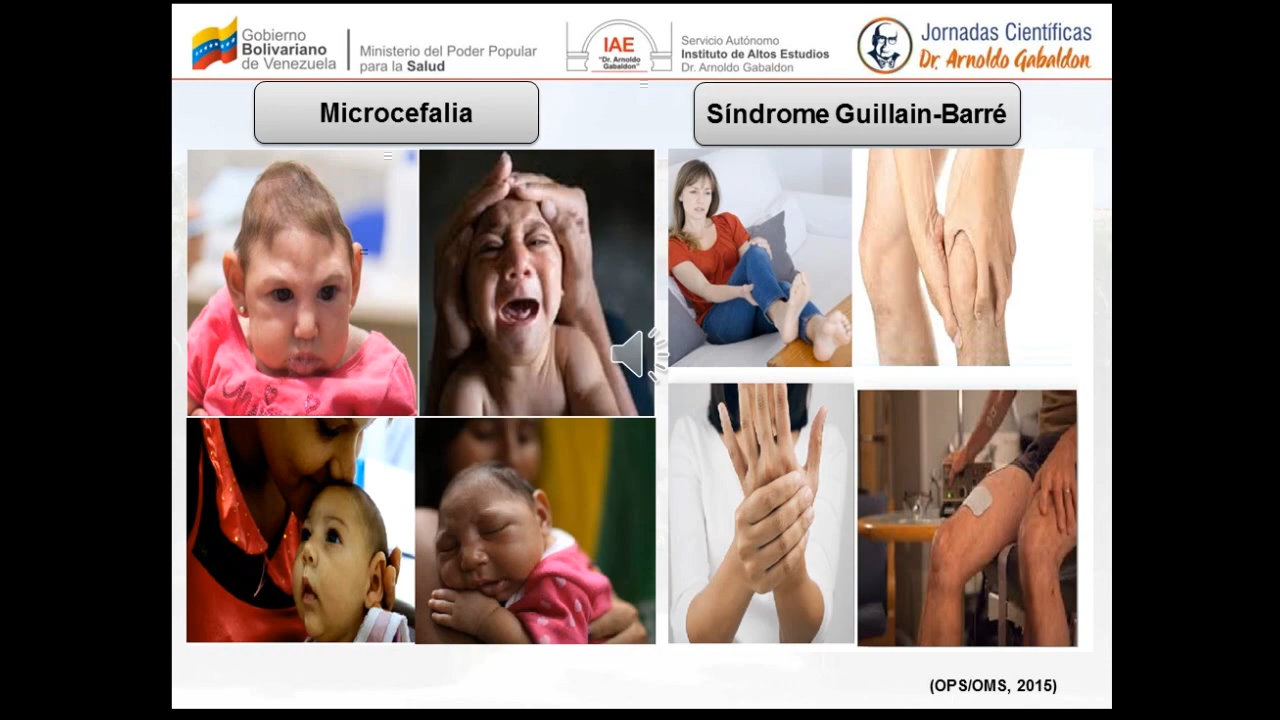 Gobierno
Bolivariano
de Venezuela
Ministerio del Poder Popular
para la Salud
IAE
"Dr. Arnoldo
Gabaldon"
Servicio Autónomo
Instituto de Altos Estudios
Dr. Arnoldo Gabaldon
Jornadas Científicas
Dr. Arnoldo Gabaldon
Microcefalia
Síndrome Guillain-Barré
(OPS/OMS, 2015)